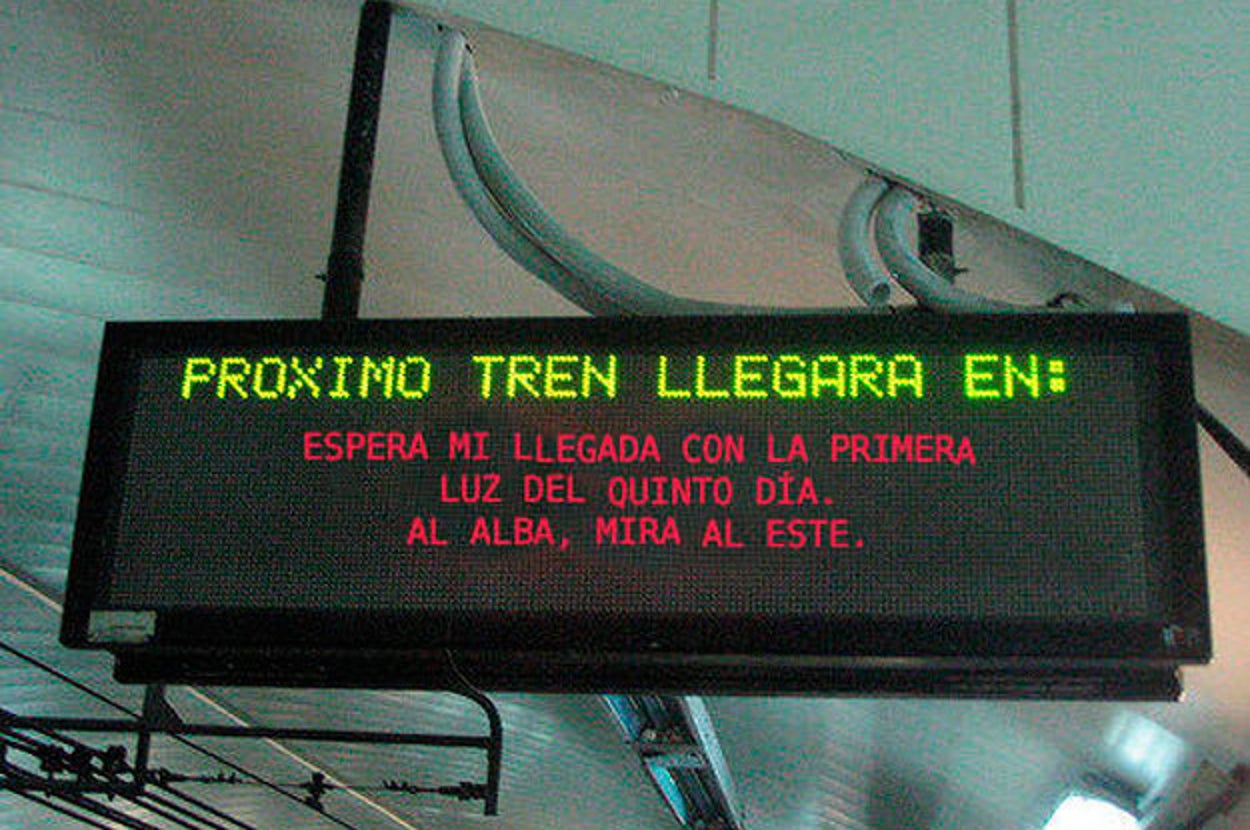 PROXIMO TREN LLEGARA EN:
ESPERA MI LLEGADA CON LA PRIMERA
LUZ DEL QUINTO DÍA.
AL ALBA, MIRA AL ESTE.